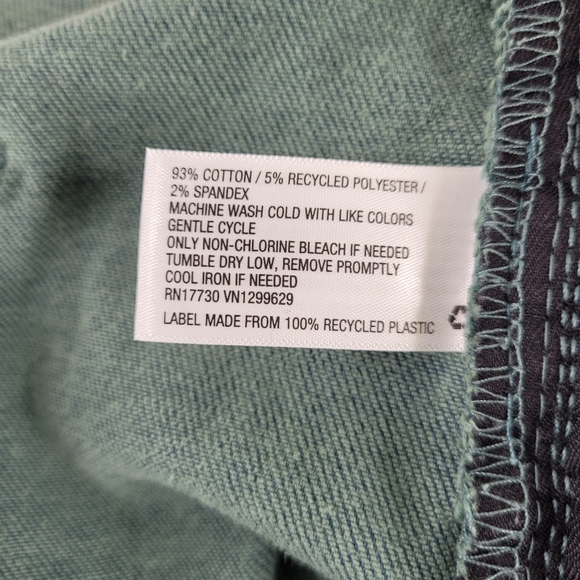 93% COTTON / 5% RECYCLED POLYESTER /
2% SPANDEX
MACHINE WASH COLD WITH LIKE COLORS
GENTLE CYCLE
ONLY NON-CHLORINE BLEACH IF NEEDED
TUMBLE DRY LOW, REMOVE PROMPTLY
COOL IRON IF NEEDED
RN17730 VN1299629
LABEL MADE FROM 100% RECYCLED PLASTIC